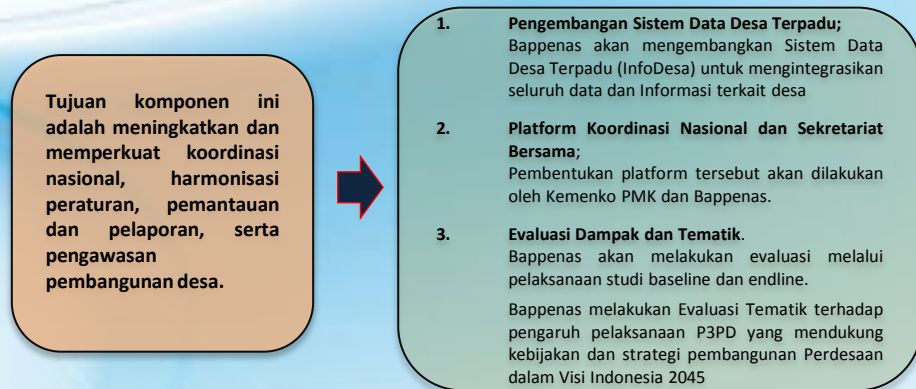 Tujuan komponen ini
adalah meningkatkan dan
memperkuat koordinasi
nasional, harmonisasi
peraturan, pemantauan
dan pelaporan, serta
pengawasan
pembangunan desa.
1. Pengembangan Sistem Data Desa Terpadu;
Bappenas akan mengembangkan Sistem Data
Desa Terpadu (InfoDesa) untuk mengintegrasikan
seluruh data dan Informasi terkait desa
2. Platform Koordinasi Nasional dan Sekretariat
Bersama;
Pembentukan platform tersebut akan dilakukan
oleh Kemenko PMK dan Bappenas.
3. Evaluasi Dampak dan Tematik.
Bappenas akan melakukan evaluasi melalui
pelaksanaan studi baseline dan endline.
Bappenas melakukan Evaluasi Tematik terhadap
pengaruh pelaksanaan P3PD yang mendukung
kebijakan dan strategi pembangunan Perdesaan
dalam Visi Indonesia 2045